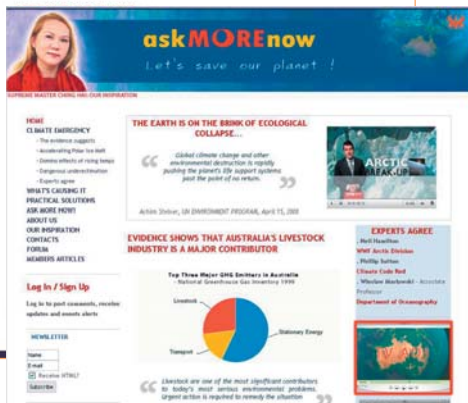 askMOREnow
Let's save our planet !
SUPREME MASTER CHING HAI OUR INSPIRATION
HOME
CLIMATE EMERGENCY
- The evidence suggests
- Accelerating Polar ice Melt
- Domino effects of rising temps
- Dangerous underestimation
- Experts agree
WHAT'S CAUSING IT
PRACTICAL SOLUTIONS
ASK MORE NOW!
ABOUT US
OUR INSPIRATION
CONTACTS
FORUM
MEMBERS ARTICLES
Log In / Sign Up
Log in to post comments, receive
updates and events alerts
NEWSLETTER
Name
E-mail
Receive HTML?
Subscribe
THE EARTH IS ON THE BRINK OF ECOLOGICAL
COLLAPSE...
“ Global climate change and other
environmental destruction is rapidly
pushing the planet's life support systems
past the point of no return. ”
Achim Steiner, UN ENVIRONMENT PROGRAM, April 15, 2008
ARCTIC
BREAK-UP
EVIDENCE SHOWS THAT AUSTRALIA'S LIVESTOCK
INDUSTRY IS A MAJOR CONTRIBUTOR
Top Three Major GHG Emitters in Australia
- National Greenhouse Gas Inventory 1999
Livestock
Stationary Energy
Transport
“ Livestock are one of the most significant contributors
to today's most serious environmental problems.
Urgent action is required to remedy the situation
EXPERTS AGREE
. Neil Hamilton
WWF Arctic Division
. Phillip Sutton
Climate Code Red
. Wieslaw Maslowski - Associate
Professor
Department of Oceanography